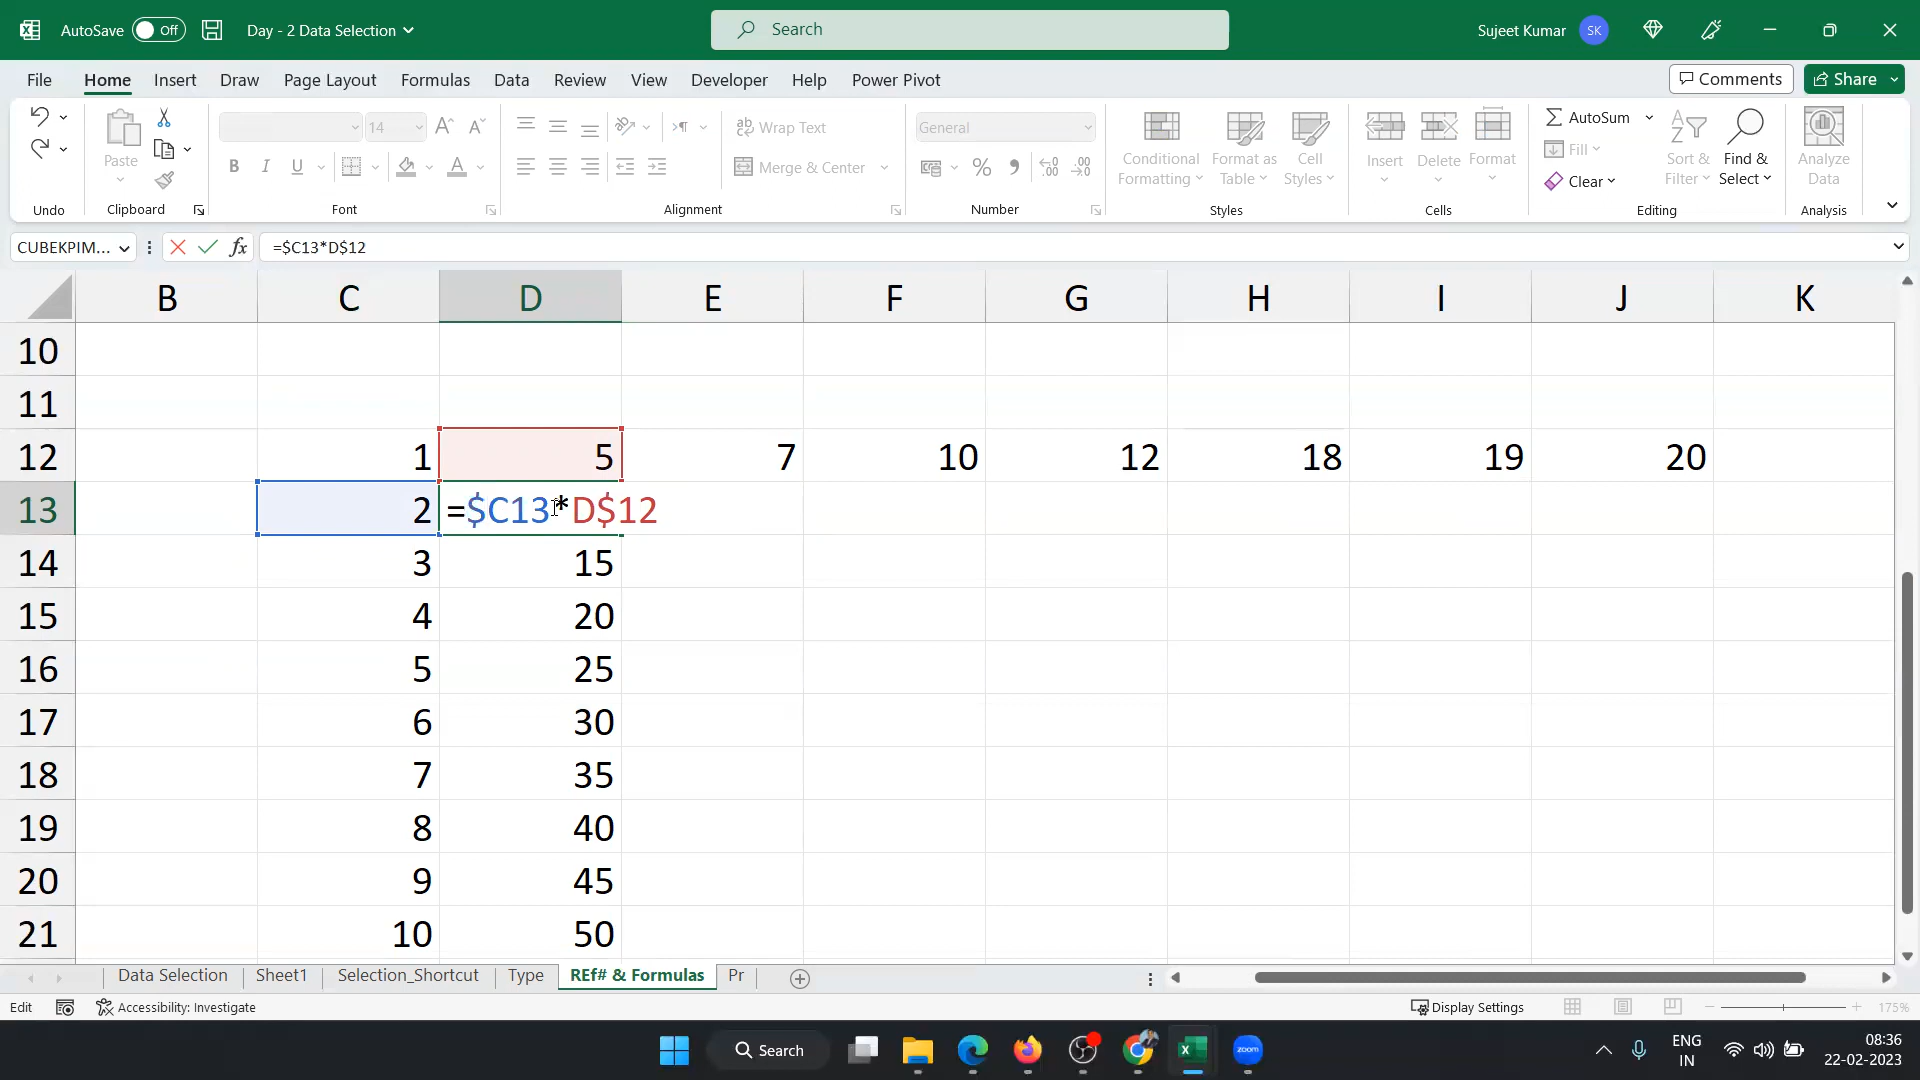 AutoSave Off Day - 2 Data Selection Search Sujeet Kumar SK
File Home Insert Draw Page Layout Formulas Data Review View Developer Help Power Pivot Comments Share
Paste
14
B I U
Wrap Text
Merge & Center
General
Conditional Formatting
Format as Table
Cell Styles
Insert
Delete
Format
AutoSum
Fill
Clear
Sort & Filter
Find & Select
Analyze Data
Undo Clipboard Font Alignment Number Styles Cells Editing Analysis
CUBEKPIM... fx =$C13*D$12
B C D E F G H I J K
10
11
12 1 5 7 10 12 18 19 20
13 2 =$C13*D$12
14 3 15
15 4 20
16 5 25
17 6 30
18 7 35
19 8 40
20 9 45
21 10 50
Data Selection Sheet1 Selection_Shortcut Type REf# & Formulas Pr
Edit Accessibility: Investigate Display Settings 175%
Search zoom ENG IN 08:36 22-02-2023